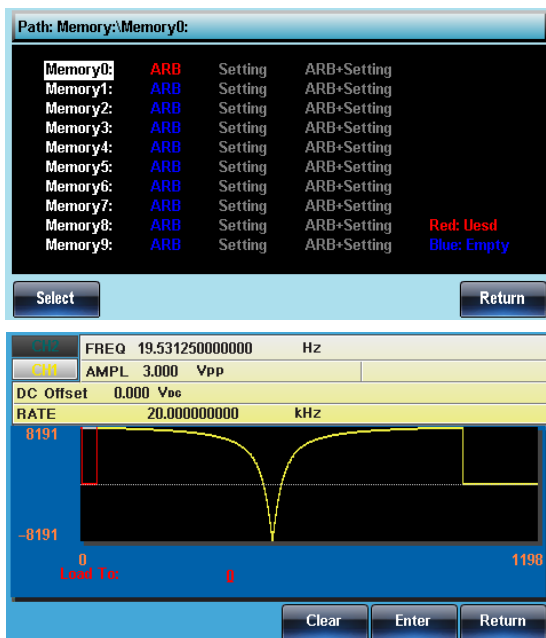 Path: Memory:\Memory0:
Memory0: ARB Setting ARB+Setting
Memory1: ARB Setting ARB+Setting
Memory2: ARB Setting ARB+Setting
Memory3: ARB Setting ARB+Setting
Memory4: ARB Setting ARB+Setting
Memory5: ARB Setting ARB+Setting
Memory6: ARB Setting ARB+Setting
Memory7: ARB Setting ARB+Setting
Memory8: ARB Setting ARB+Setting Red: Uesd
Memory9: ARB Setting ARB+Setting Blue: Empty
Select Return
CH2 FREQ 19.531250000000 Hz
CH1 AMPL 3.000 Vpp
DC Offset 0.000 VDC
RATE 20.000000000 kHz
8191
-8191
0 1198
Load To: 0
Clear Enter Return